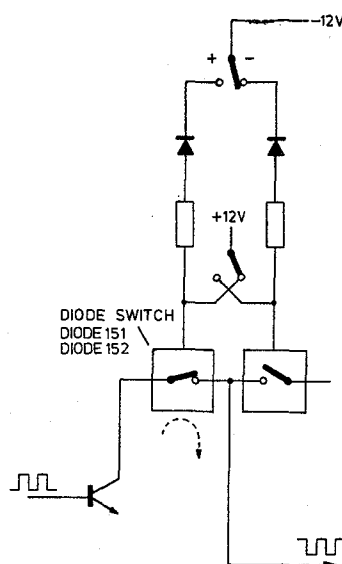 -12V
+ -
+12V
DIODE SWITCH
DIODE 151
DIODE 152